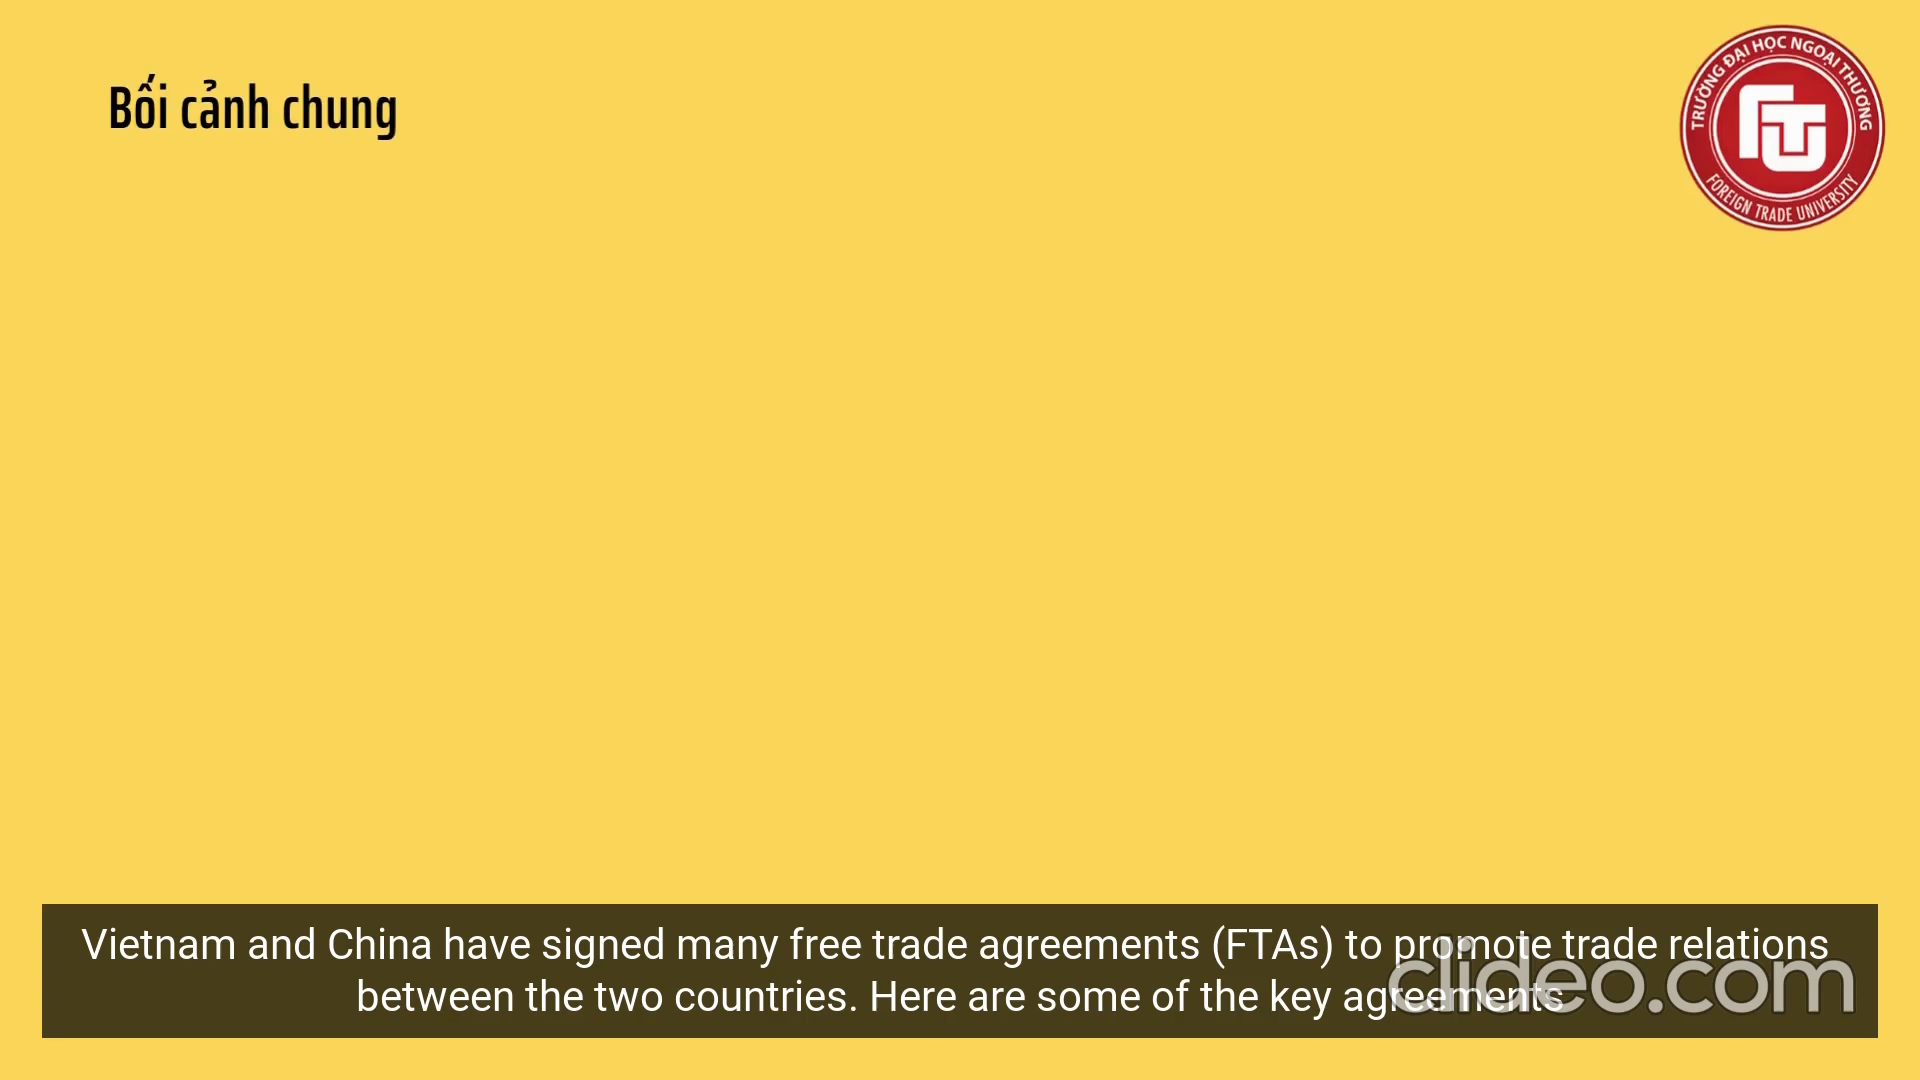 Bối cảnh chung
TRƯỜNG ĐẠI HỌC NGOẠI THƯƠNG
FTU
FOREIGN TRADE UNIVERSITY
Vietnam and China have signed many free trade agreements (FTAs) to promote trade relations
between the two countries. Here are some of the key agreements
clideo.com